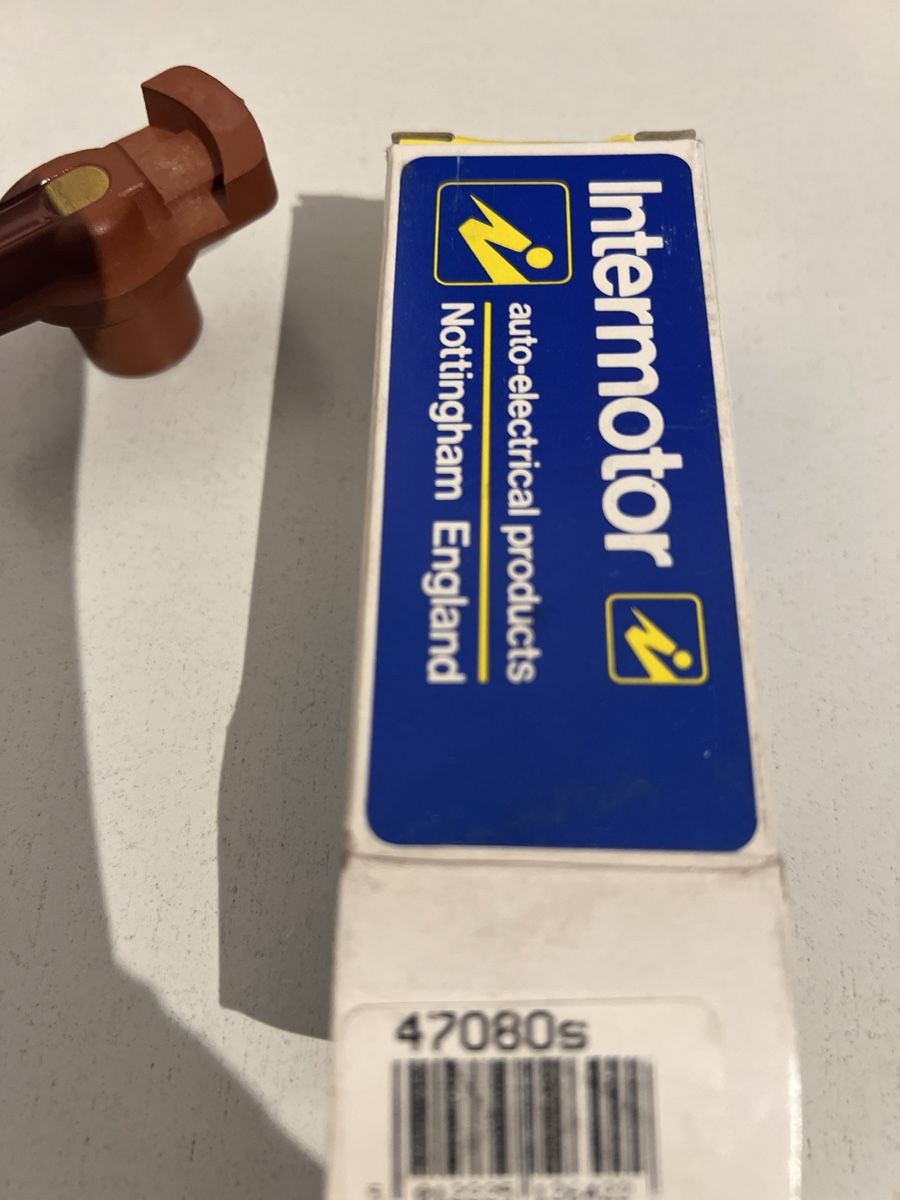 Intermotor
auto-electrical products
Nottingham England
47080s